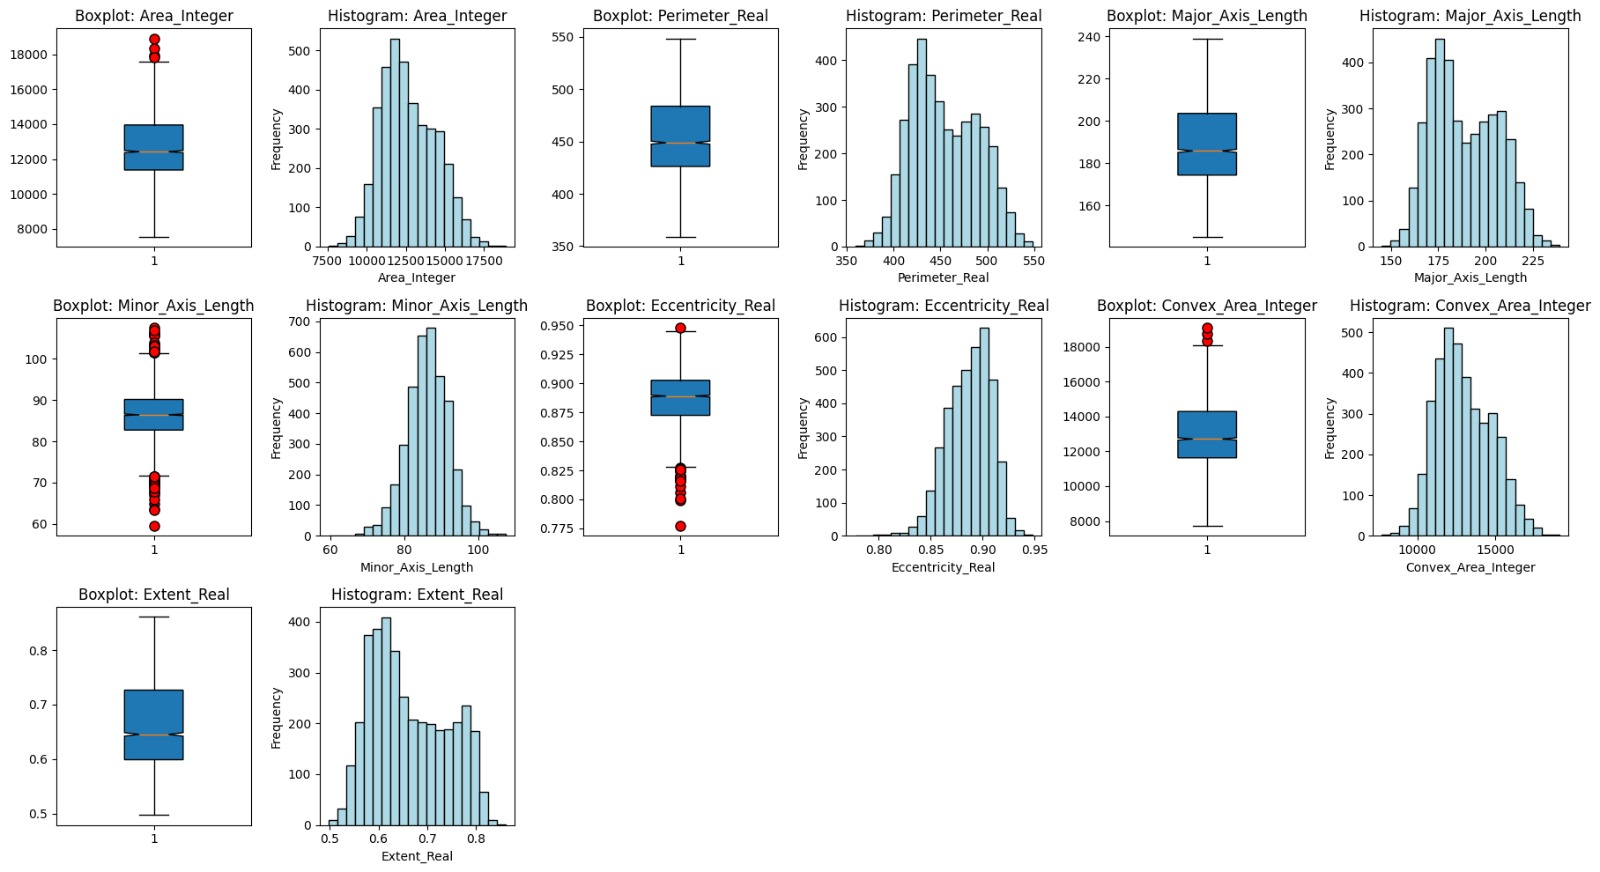 Boxplot: Area_Integer
18000
16000
14000
12000
10000
8000
1
Histogram: Area_Integer
Frequency
500
400
300
200
100
0
7500 10000 12500 15000 17500
Area_Integer
Boxplot: Perimeter_Real
550
500
450
400
350
1
Histogram: Perimeter_Real
Frequency
400
300
200
100
0
350 400 450 500 550
Perimeter_Real
Boxplot: Major_Axis_Length
240
220
200
180
160
1
Histogram: Major_Axis_Length
Frequency
400
300
200
100
0
150 175 200 225
Major_Axis_Length
Boxplot: Minor_Axis_Length
100
90
80
70
60
1
Histogram: Minor_Axis_Length
Frequency
700
600
500
400
300
200
100
0
60 80 100
Minor_Axis_Length
Boxplot: Eccentricity_Real
0.950
0.925
0.900
0.875
0.850
0.825
0.800
0.775
1
Histogram: Eccentricity_Real
Frequency
600
500
400
300
200
100
0
0.80 0.85 0.90 0.95
Eccentricity_Real
Boxplot: Convex_Area_Integer
18000
16000
14000
12000
10000
8000
1
Histogram: Convex_Area_Integer
Frequency
500
400
300
200
100
0
10000 15000
Convex_Area_Integer
Boxplot: Extent_Real
0.8
0.7
0.6
0.5
1
Histogram: Extent_Real
Frequency
400
300
200
100
0
0.5 0.6 0.7 0.8
Extent_Real